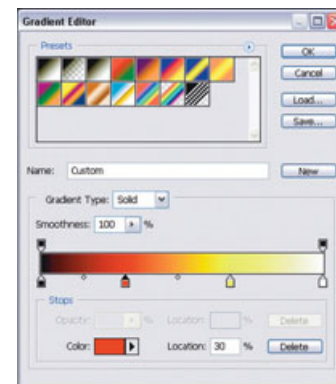 Gradient Editor
Presets
OK
Cancel
Load...
Save...
Name: Custom New
Gradient Type: Solid
Smoothness: 100 %
Stops
Opacity: % Location: % Delete
Color: Location: 30 % Delete